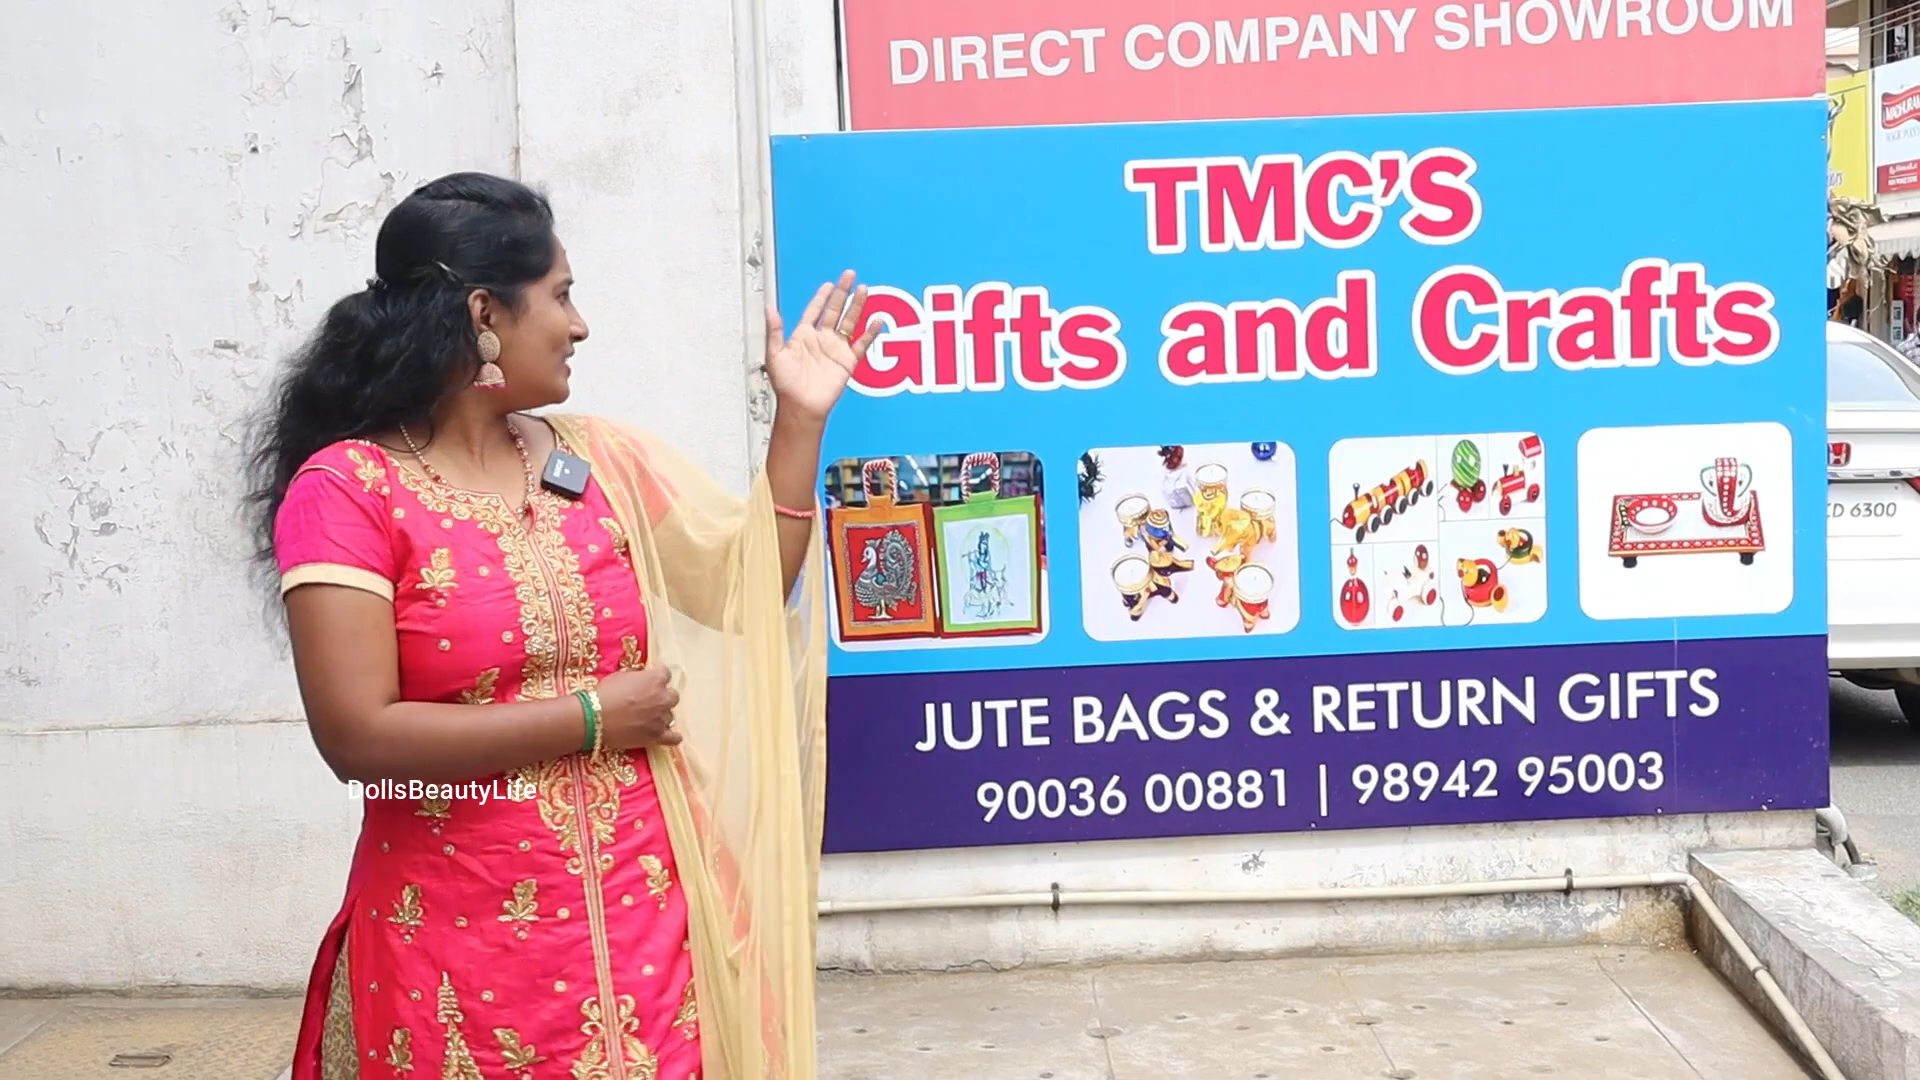 DIRECT COMPANY SHOWROOM
TMC'S
Gifts and Crafts
JUTE BAGS & RETURN GIFTS
90036 00881 | 98942 95003
DollsBeautyLife
CD 6300